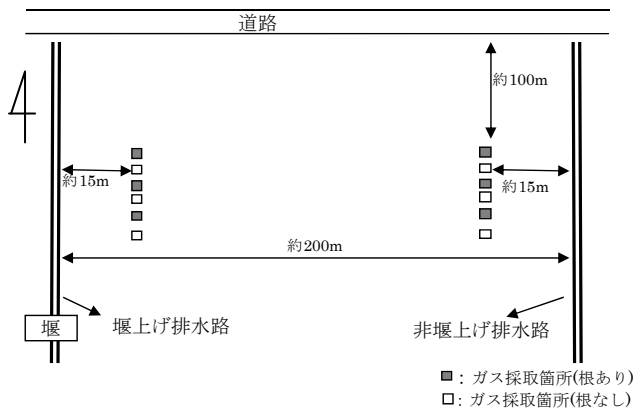 道路
約100m
約15m
約15m
約200m
堰
堰上げ排水路
非堰上げ排水路
■：ガス採取箇所(根あり)
□：ガス採取箇所(根なし)